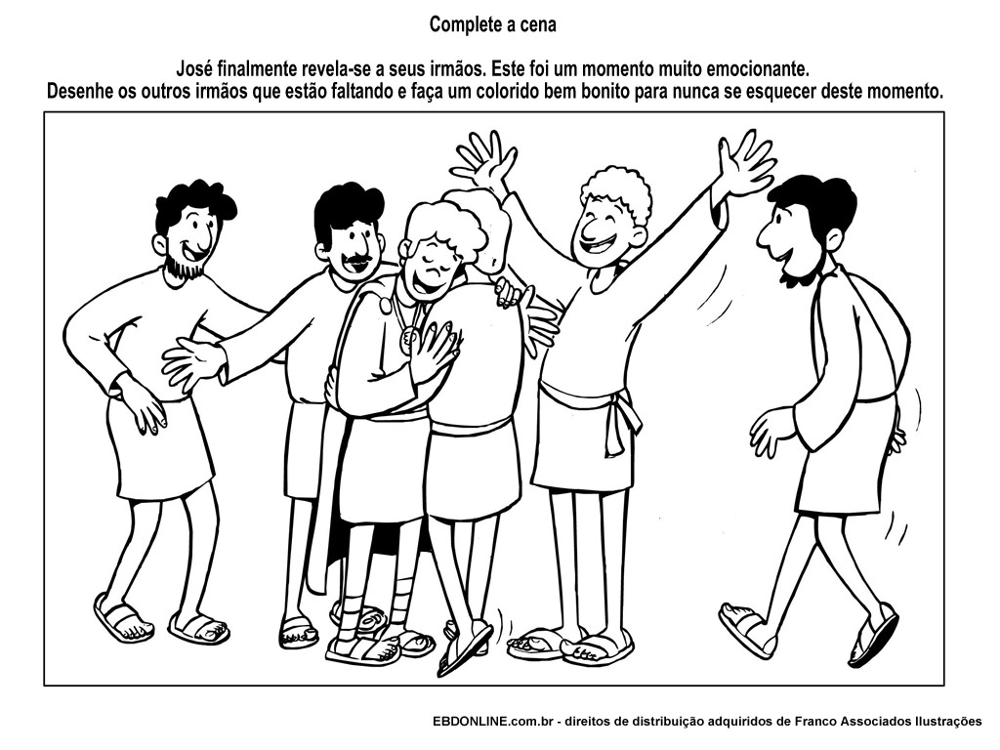 Complete a cena
José finalmente revela-se a seus irmãos. Este foi um momento muito emocionante.
Desenhe os outros irmãos que estão faltando e faça um colorido bem bonito para nunca se esquecer deste momento.
EBDONLINE.com.br - direitos de distribuição adquiridos de Franco Associados Ilustrações